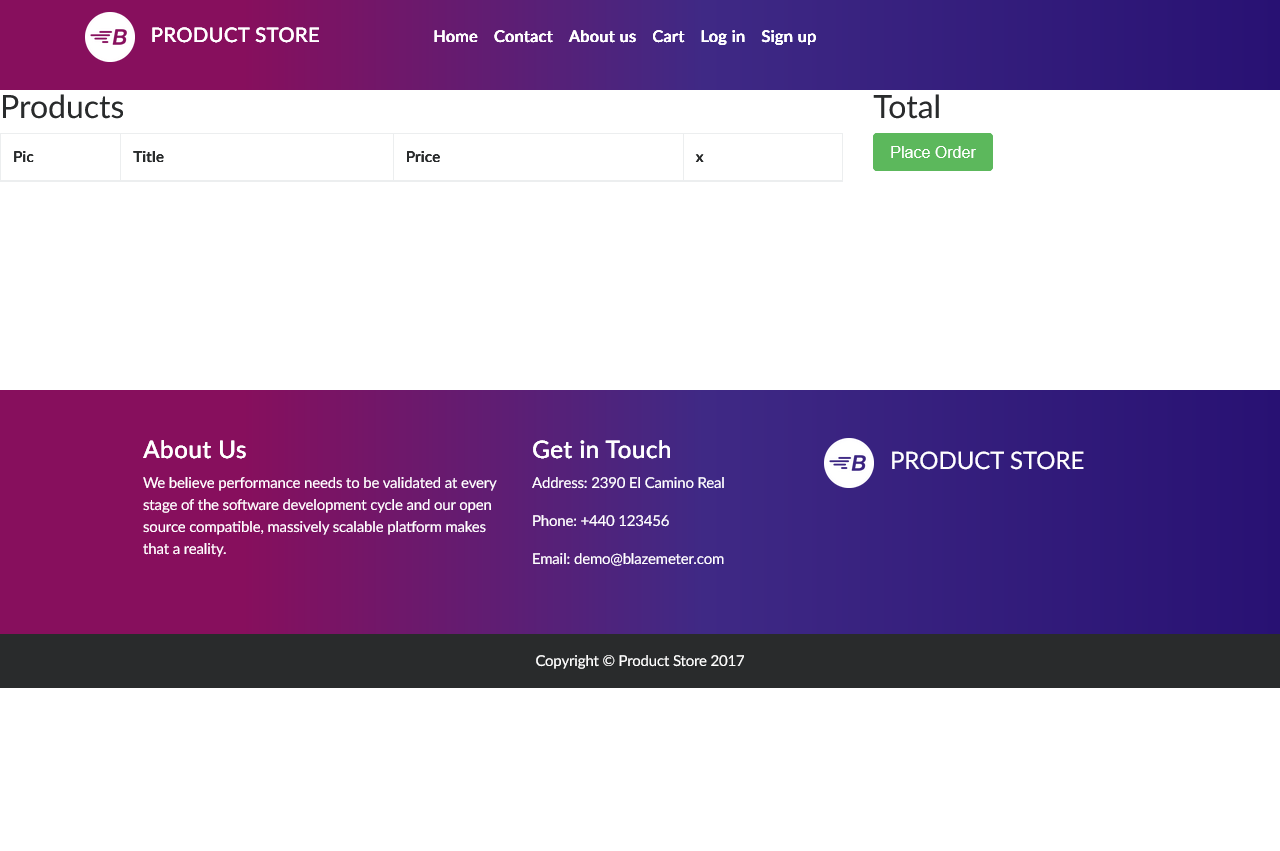 B PRODUCT STORE Home Contact About us Cart Log in Sign up
Products
Total
Pic Title Price x
Place Order
About Us
We believe performance needs to be validated at every
stage of the software development cycle and our open
source compatible, massively scalable platform makes
that a reality.
Get in Touch
Address: 2390 El Camino Real
Phone: +440 123456
Email: demo@blazemeter.com
B PRODUCT STORE
Copyright © Product Store 2017